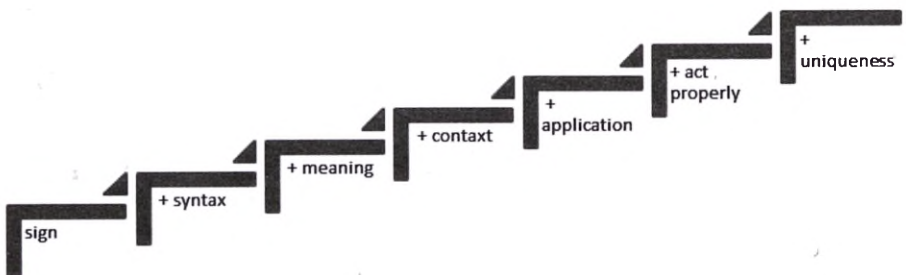 sign
+ syntax
+ meaning
+ contaxt
+
application
+ act
properly
+
uniqueness